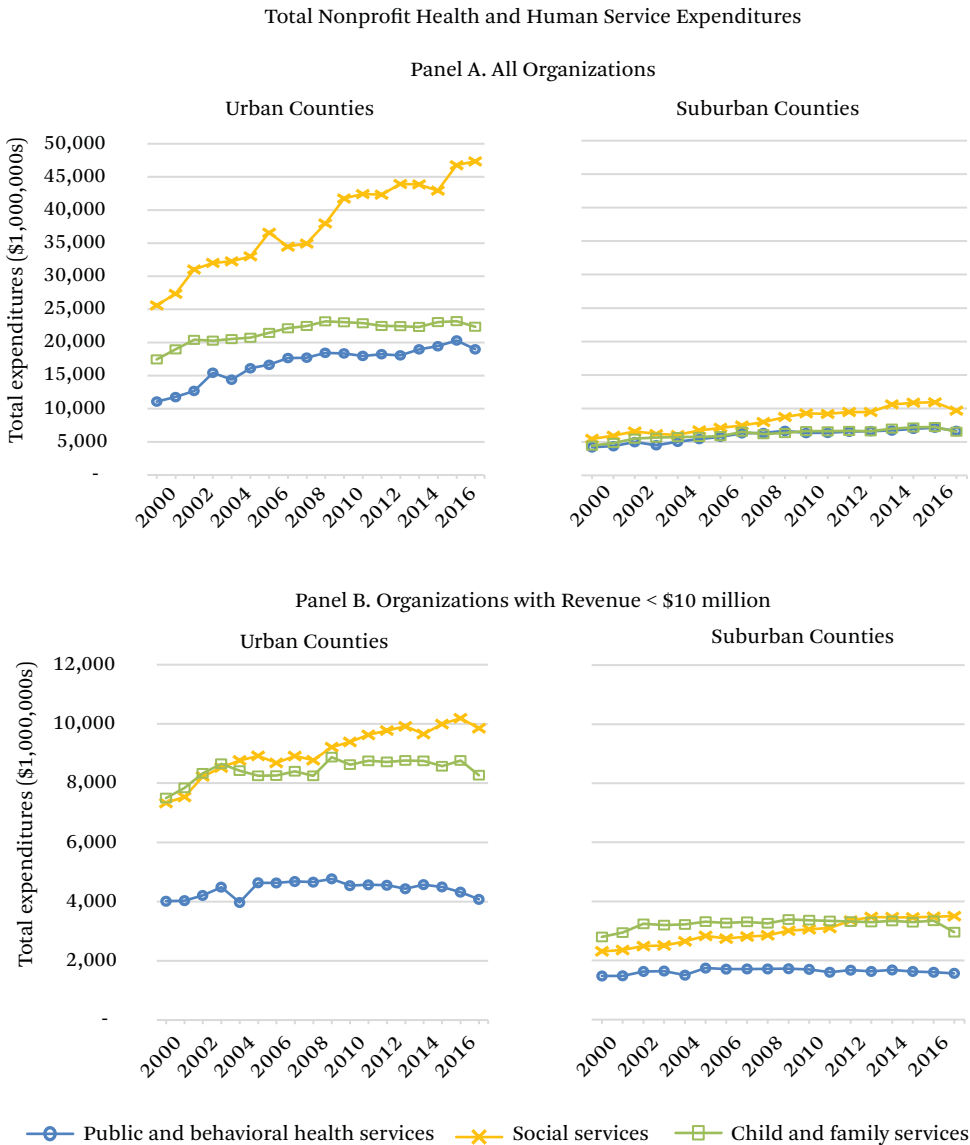 Total Nonprofit Health and Human Service Expenditures
Panel A. All Organizations
Urban Counties
Suburban Counties
Total expenditures ($1,000,000s)
50,000
45,000
40,000
35,000
30,000
25,000
20,000
15,000
10,000
5,000
-
2000 2002 2004 2006 2008 2010 2012 2014 2016
2000 2002 2004 2006 2008 2010 2012 2014 2016
Panel B. Organizations with Revenue < $10 million
Urban Counties
Suburban Counties
Total expenditures ($1,000,000s)
12,000
10,000
8,000
6,000
4,000
2,000
-
2000 2002 2004 2006 2008 2010 2012 2014 2016
2000 2002 2004 2006 2008 2010 2012 2014 2016
Public and behavioral health services Social services Child and family services